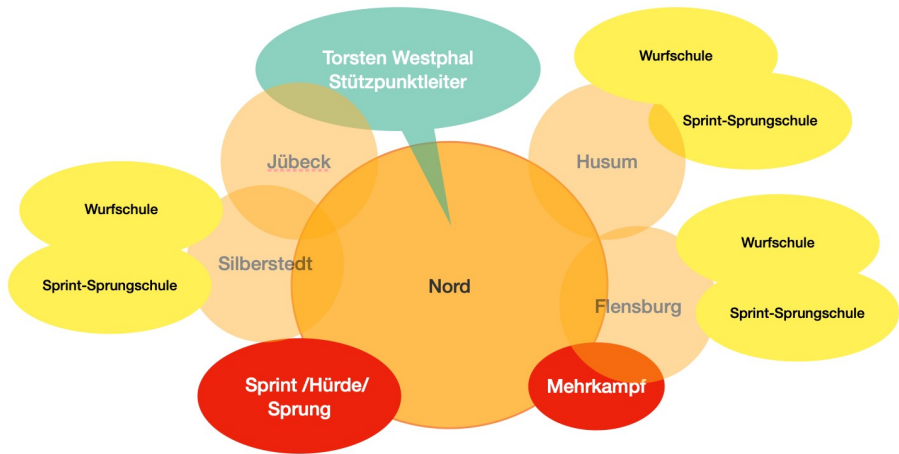 Torsten Westphal
Stützpunktleiter
Wurfschule
Sprint-Sprungschule
Jübeck
Husum
Wurfschule
Silberstedt
Sprint-Sprungschule
Nord
Wurfschule
Flensburg
Sprint-Sprungschule
Sprint /Hürde/
Sprung
Mehrkampf